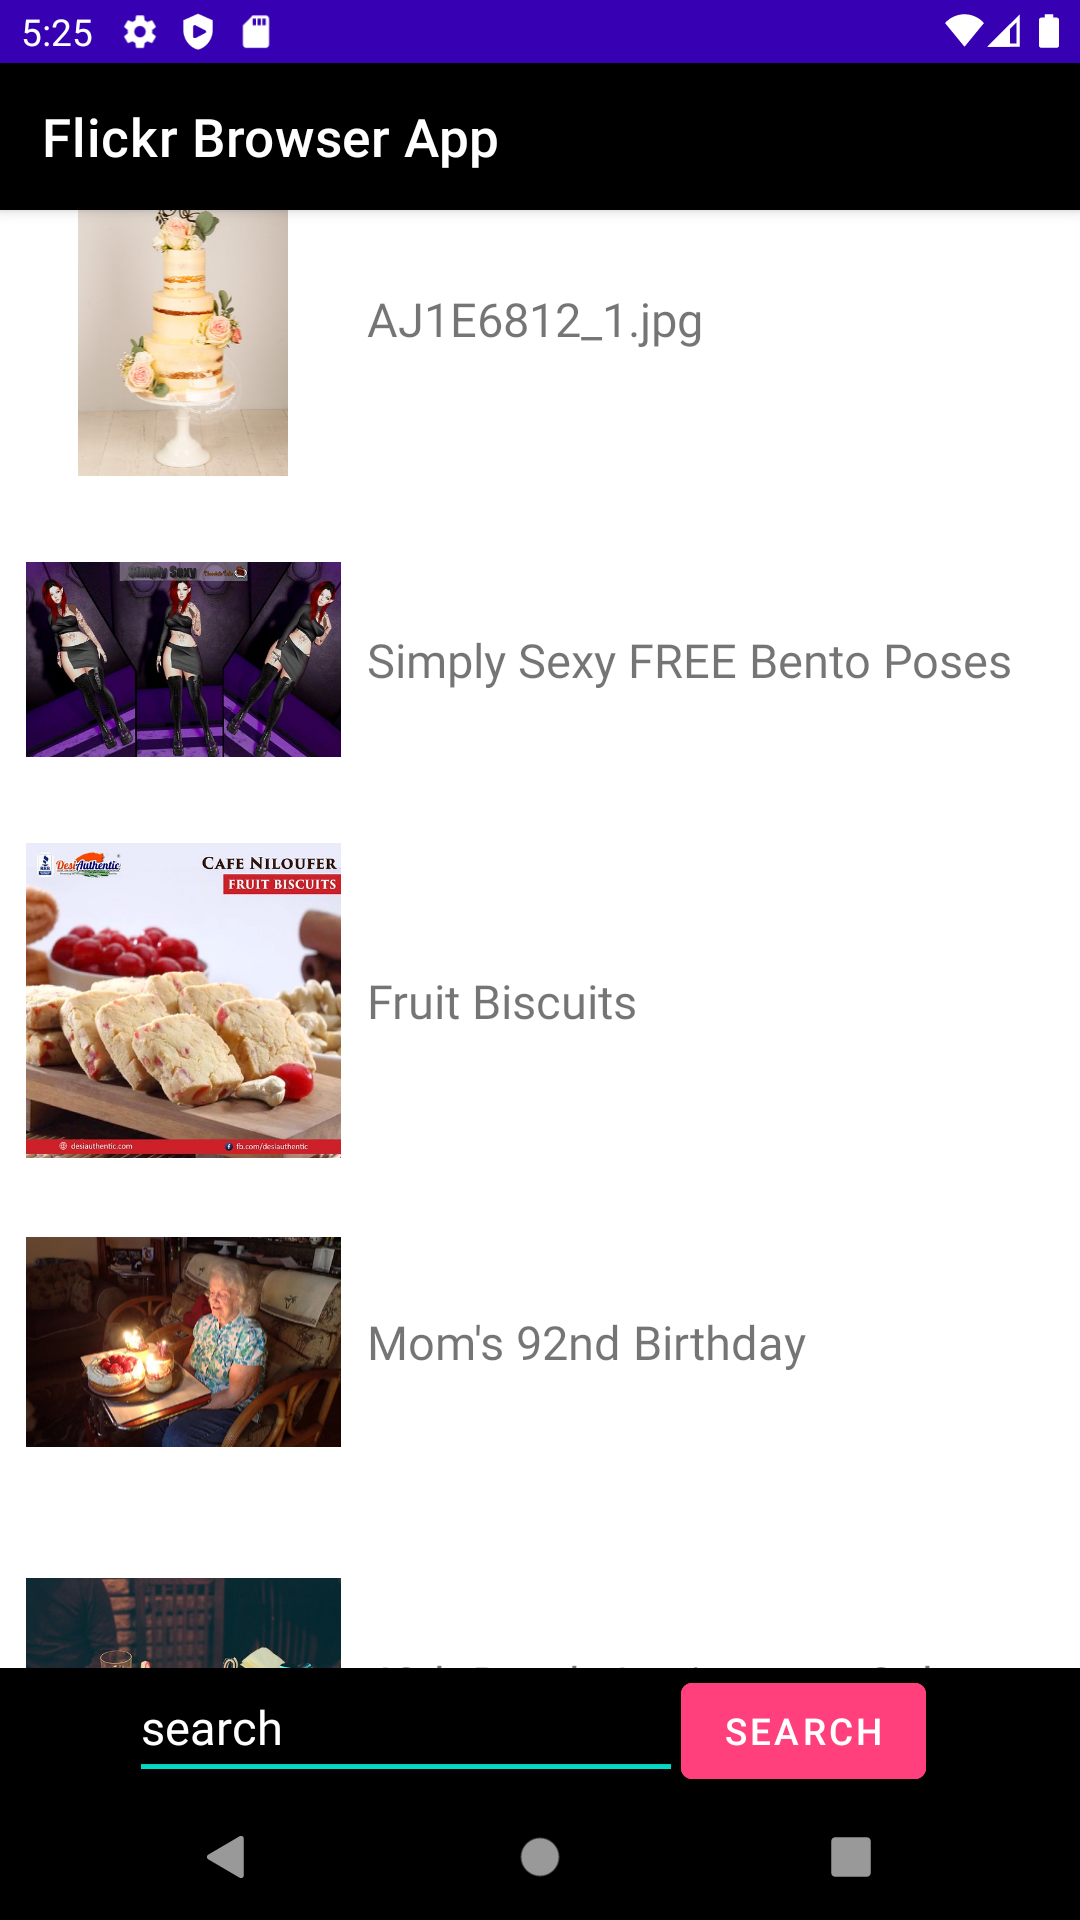 5:25
Flickr Browser App
AJ1E6812_1.jpg
Simply Sexy
Simply Sexy FREE Bento Poses
DesiAuthentic
CAFE NILOUFER
FRUIT BISCUITS
Fruit Biscuits
desiauthentic.com
fb.com/desiauthentic
Mom's 92nd Birthday
search
SEARCH